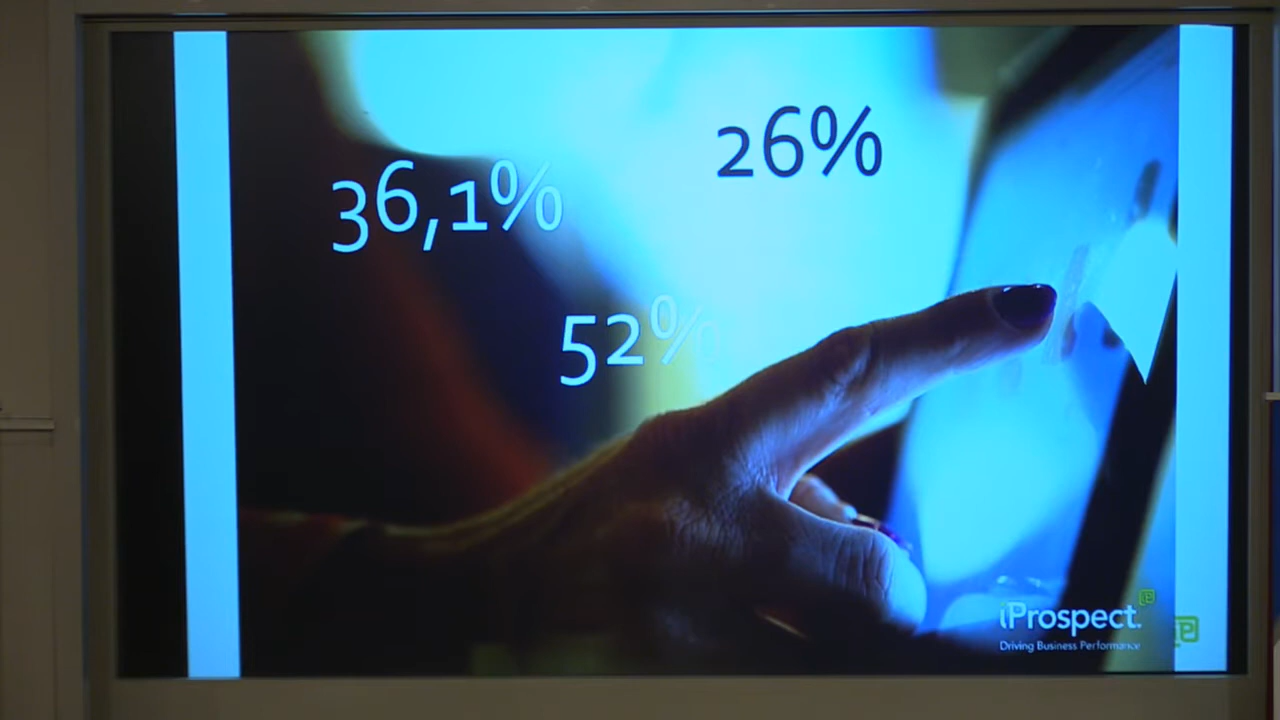 26%
36,1%
52%
iProspect.
Driving Business Performance